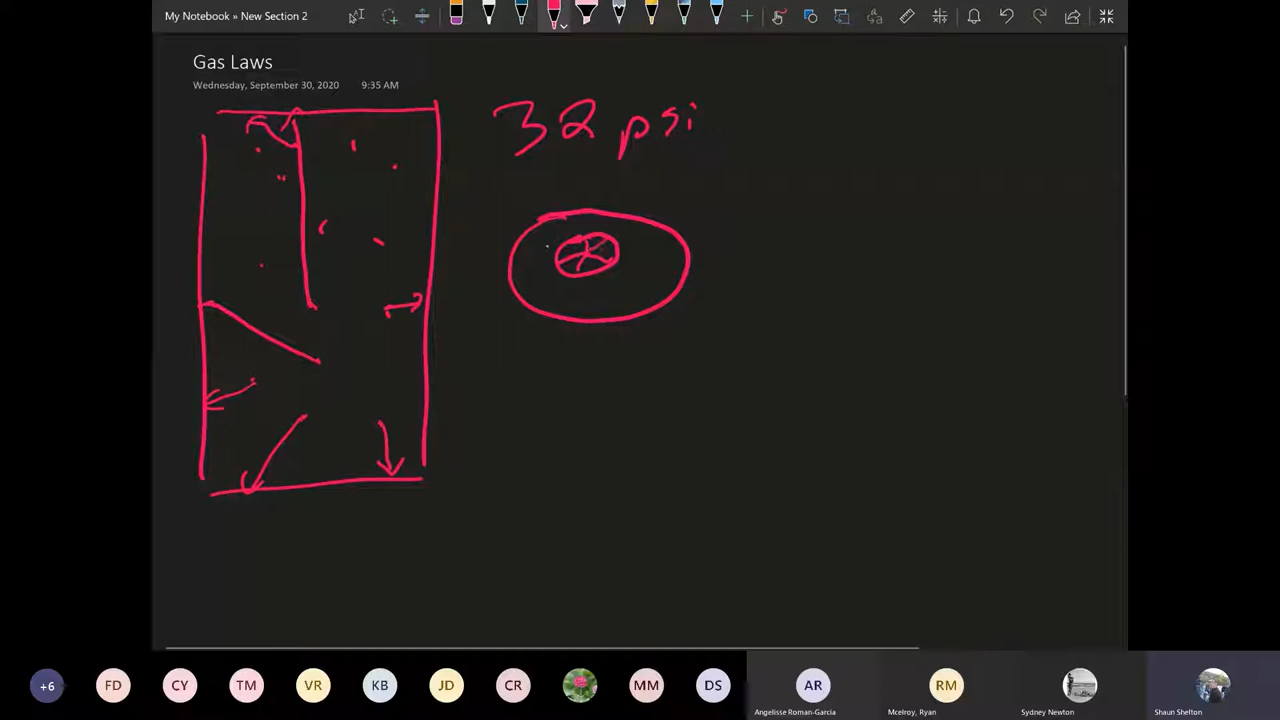 My Notebook » New Section 2
Gas Laws
Wednesday, September 30, 2020 9:35 AM
32 psi
+6 FD CY TM VR KB JD CR MM DS AR RM
Angelisse Roman-Garcia Mcelroy, Ryan Sydney Newton Shaun Shelton